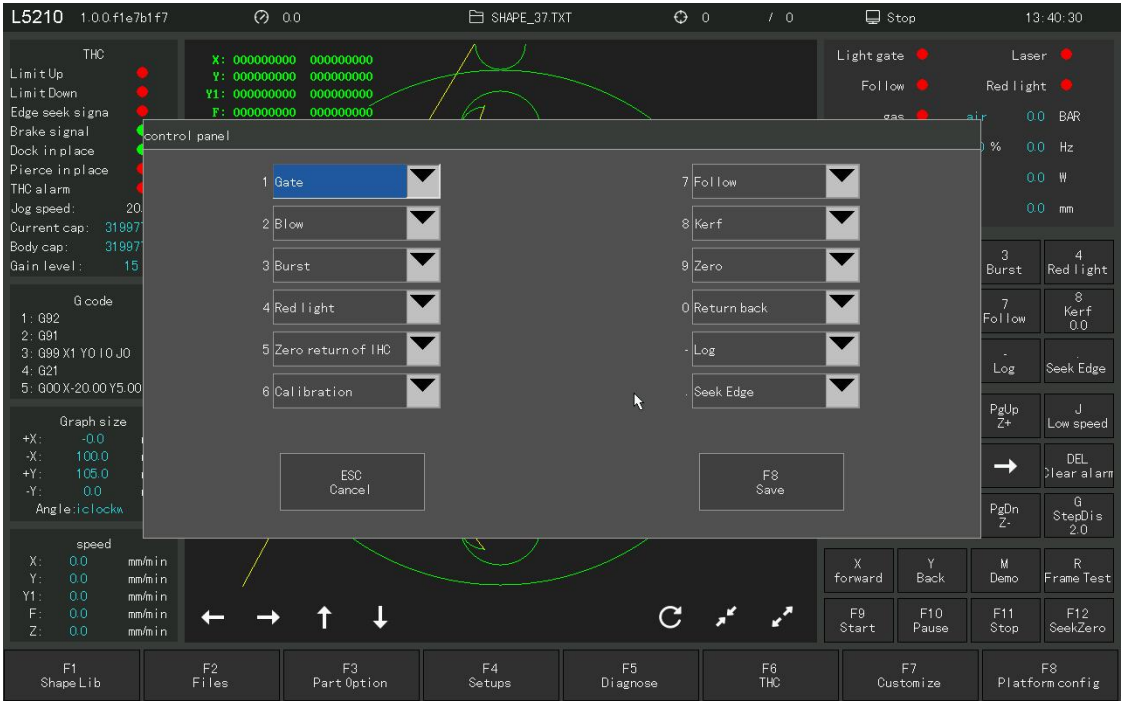 L5210 1.0.0.f1e7b1f7 0.0 SHAPE_37.TXT 0 / 0 Stop 13:40:30
THC
LimitUp
LimitDown
Edge seek signa
Brake signal
Dock in place
Pierce in place
THC alarm
Jog speed: 20.
Current cap: 31997
Body cap: 31997
Gain level: 15
X: 000000000 000000000
Y: 000000000 000000000
Y1: 000000000 000000000
F: 000000000 000000000
Light gate Laser
Follow Red light
gas air 0.0 BAR
% 0.0 Hz
0.0 W
0.0 mm
control panel
1 Gate
2 Blow
3 Burst
4 Red light
5 Zero return of IHC
6 Calibration
7 Follow
8 Kerf
9 Zero
0 Return back
- Log
. Seek Edge
ESC
Cancel
F8
Save
G code
1: G92
2: G91
3: G99 X1 Y0 I0 J0
4: G21
5: G00 X-20.00 Y5.00
Graph size
+X: -0.0
-X: 100.0
+Y: 105.0
-Y: 0.0
Angle:iclockw
speed
X: 0.0 mm/min
Y: 0.0 mm/min
Y1: 0.0 mm/min
F: 0.0 mm/min
Z: 0.0 mm/min
3
Burst
4
Red light
7
Follow
8
Kerf
0.0
-
Log
.
Seek Edge
PgUp
Z+
J
Low speed
DEL
Clear alarm
PgDn
Z-
G
StepDis
2.0
X
forward
Y
Back
M
Demo
R
Frame Test
F9
Start
F10
Pause
F11
Stop
F12
SeekZero
F1
ShapeLib
F2
Files
F3
Part Option
F4
Setups
F5
Diagnose
F6
THC
F7
Customize
F8
Platform config